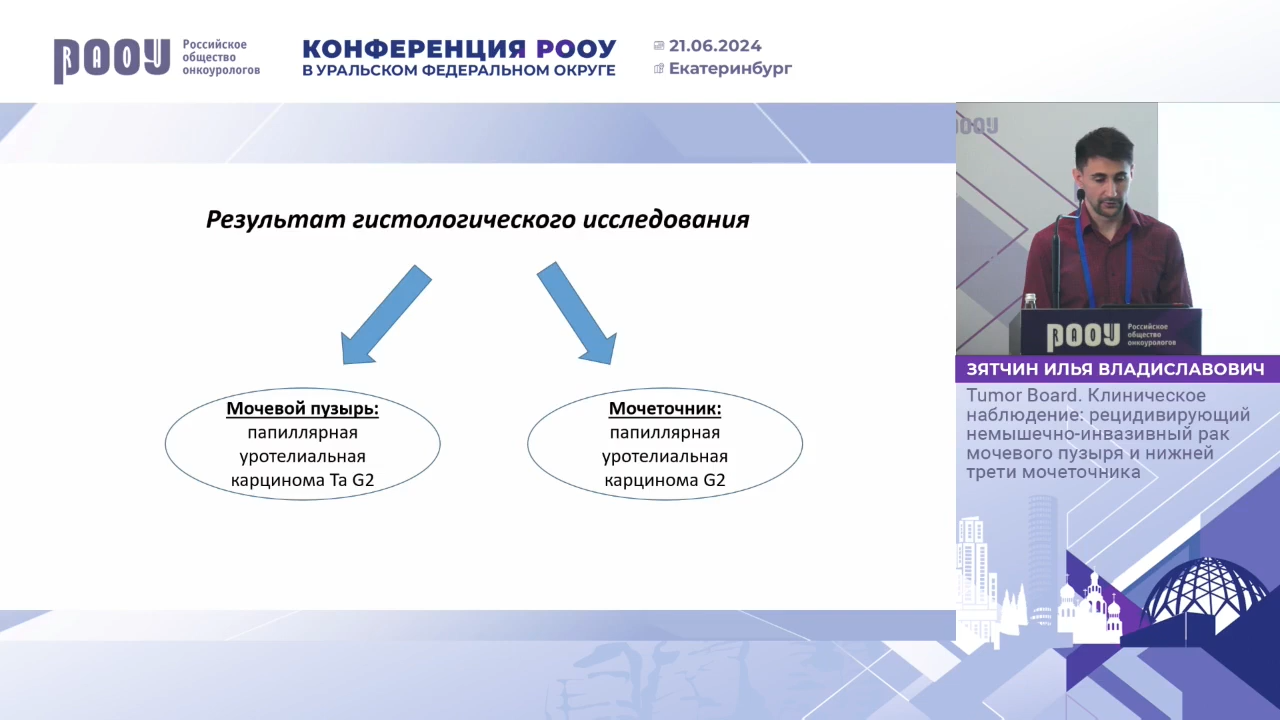 РООУ
Российское
общество
онкоурологов
КОНФЕРЕНЦИЯ РООУ
В УРАЛЬСКОМ ФЕДЕРАЛЬНОМ ОКРУГЕ
21.06.2024
Екатеринбург
Результат гистологического исследования
Мочевой пузырь:
папиллярная
уротелиальная
карцинома Ta G2
Мочеточник:
папиллярная
уротелиальная
карцинома G2
РООУ
РООУ
Российское
общество
онкоурологов
ЗЯТЧИН ИЛЬЯ ВЛАДИСЛАВОВИЧ
Tumor Board. Клиническое
наблюдение: рецидивирующий
немышечно-инвазивный рак
мочевого пузыря и нижней
трети мочеточника